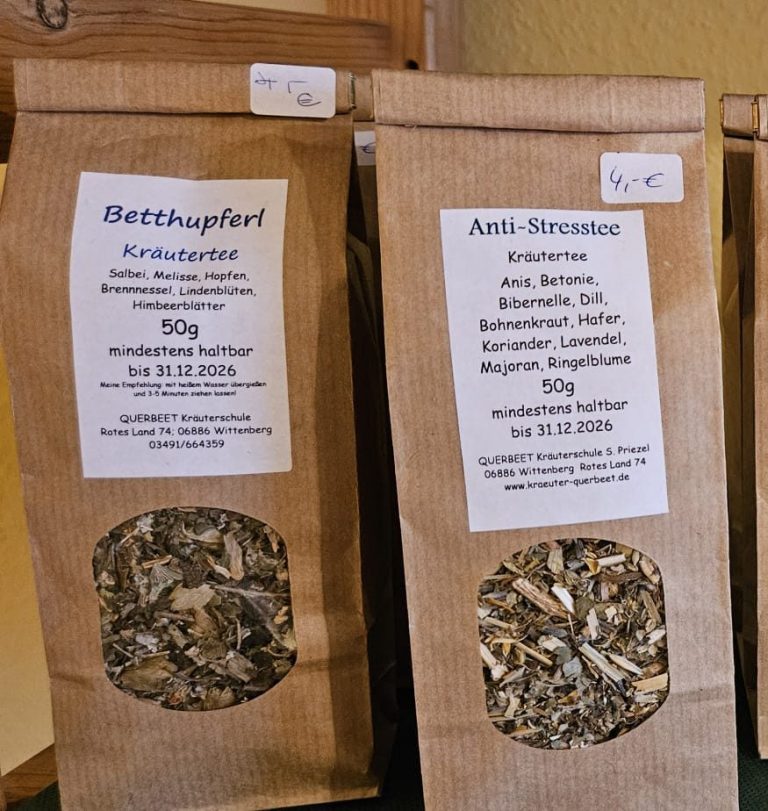 Betthupferl
Kräutertee
Salbei, Melisse, Hopfen,
Brennnessel, Lindenblüten,
Himbeerblätter
50g
mindestens haltbar
bis 31.12.2026
Meine Empfehlung: mit heißem Wasser übergießen
und 3-5 Minuten ziehen lassen!
QUERBEET Kräuterschule
Rotes Land 74; 06886 Wittenberg
03491/664359
€
€
4,-€
Anti-Stresstee
Kräutertee
Anis, Betonie,
Bibernelle, Dill,
Bohnenkraut, Hafer,
Koriander, Lavendel,
Majoran, Ringelblume
50g
mindestens haltbar
bis 31.12.2026
QUERBEET Kräuterschule S. Priezel
06886 Wittenberg Rotes Land 74
www.kraeuter-querbeet.de